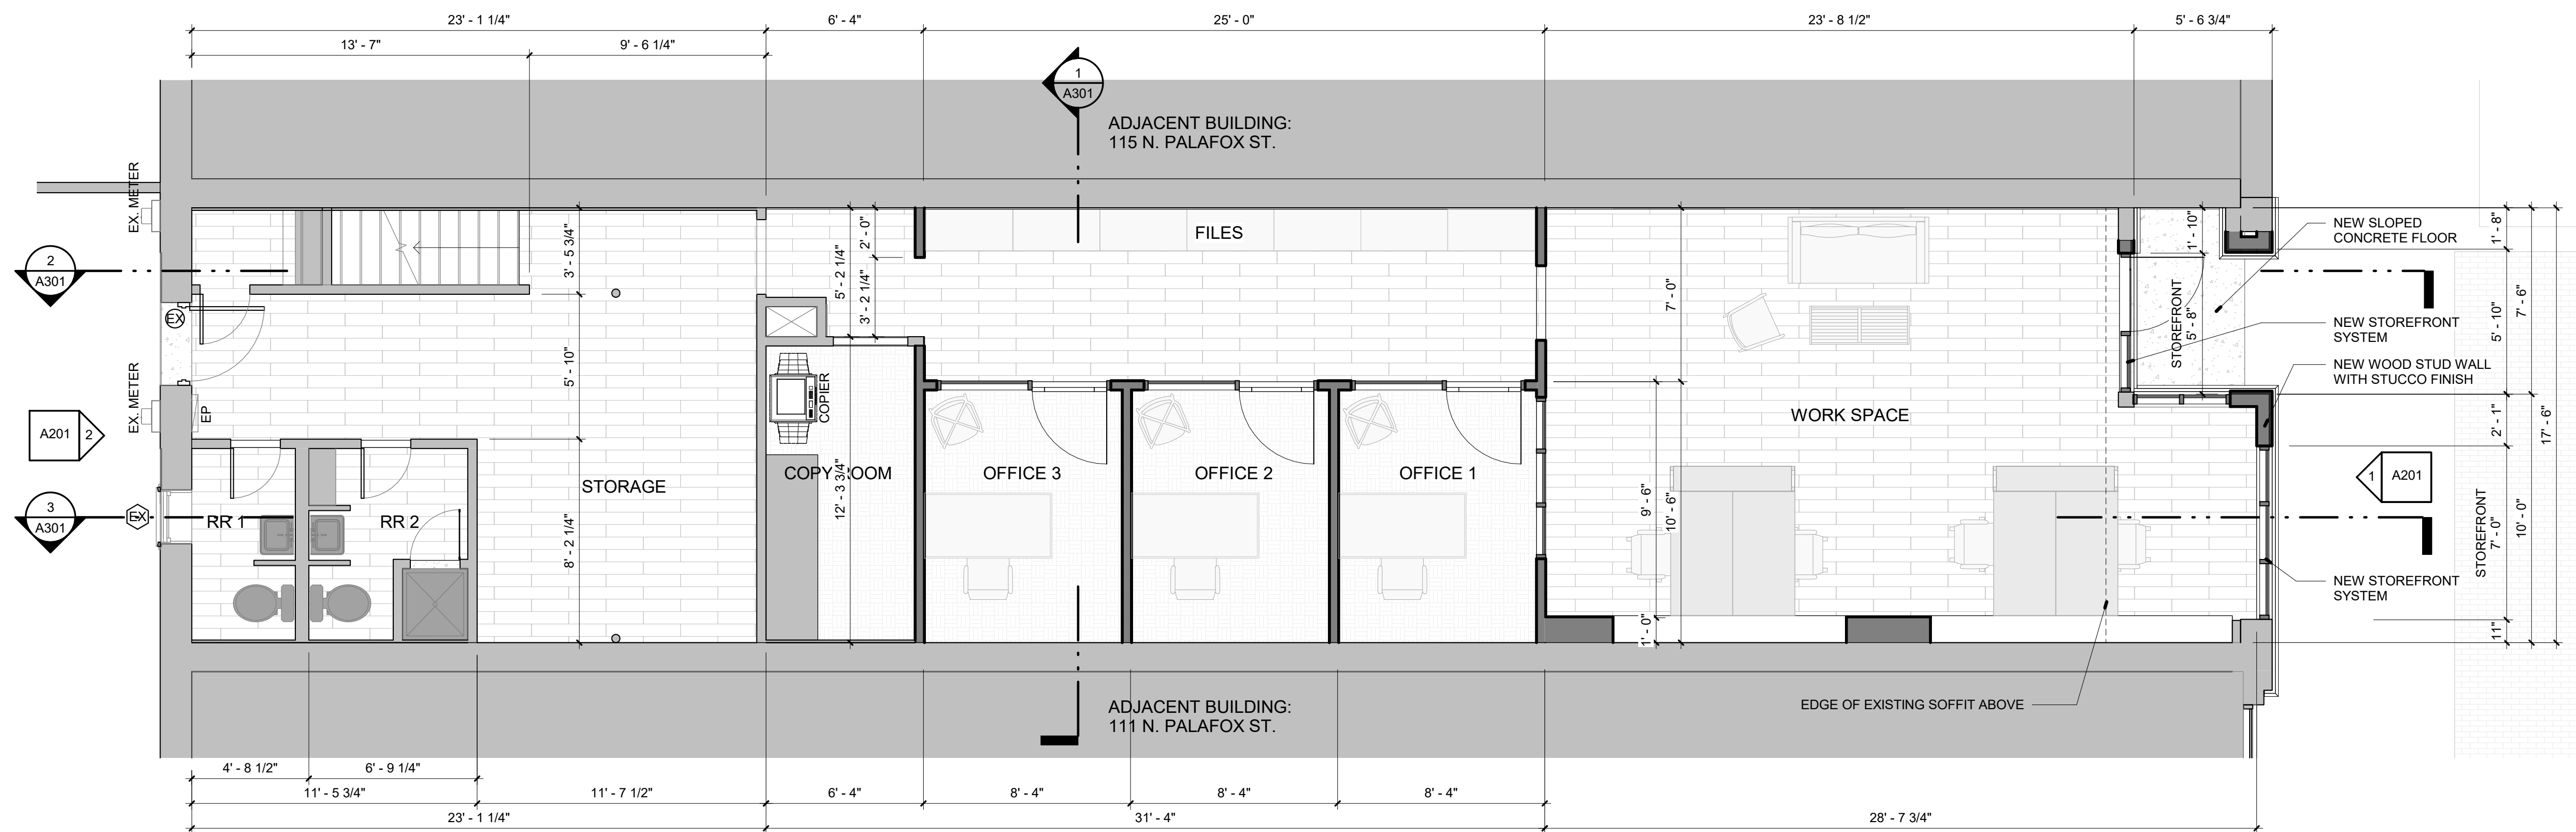 23' - 1 1/4"
6' - 4"
25' - 0"
23' - 8 1/2"
5' - 6 3/4"
13' - 7"
9' - 6 1/4"
1
A301
ADJACENT BUILDING:
115 N. PALAFOX ST.
EX. METER
2
A301
EX
EX. METER
EP
A201
2
3
A301
EX
RR 1
RR 2
3' - 5 3/4"
5' - 10"
8' - 2 1/4"
STORAGE
5' - 2 1/4"
2' - 0"
3' - 2 1/4"
COPIER
COPY ROOM
12' - 3 3/4"
FILES
OFFICE 3
OFFICE 2
OFFICE 1
7' - 0"
9' - 6"
10' - 6"
1' - 0"
WORK SPACE
1' - 10"
STOREFRONT
5' - 8"
NEW SLOPED
CONCRETE FLOOR
NEW STOREFRONT
SYSTEM
NEW WOOD STUD WALL
WITH STUCCO FINISH
1
A201
NEW STOREFRONT
SYSTEM
1' - 8"
5' - 10"
7' - 6"
2' - 1"
17' - 6"
STOREFRONT
7' - 0"
10' - 0"
11"
EDGE OF EXISTING SOFFIT ABOVE
ADJACENT BUILDING:
111 N. PALAFOX ST.
4' - 8 1/2"
6' - 9 1/4"
11' - 5 3/4"
11' - 7 1/2"
6' - 4"
8' - 4"
8' - 4"
8' - 4"
23' - 1 1/4"
31' - 4"
28' - 7 3/4"